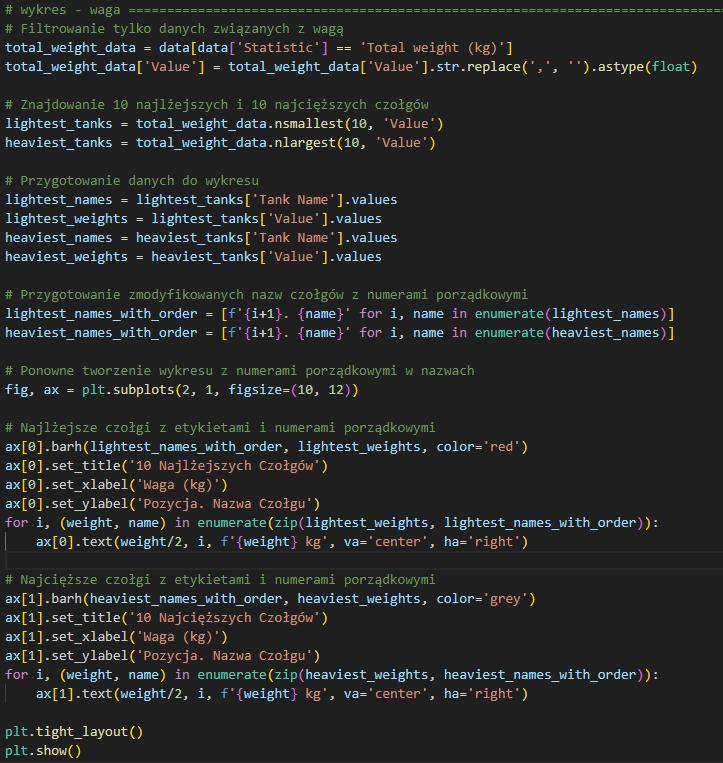 # wykres - waga =========================================================================
# Filtrowanie tylko danych związanych z wagą
total_weight_data = data[data['Statistic'] == 'Total weight (kg)']
total_weight_data['Value'] = total_weight_data['Value'].str.replace(',', '').astype(float)

# Znajdowanie 10 najlżejszych i 10 najcięższych czołgów
lightest_tanks = total_weight_data.nsmallest(10, 'Value')
heaviest_tanks = total_weight_data.nlargest(10, 'Value')

# Przygotowanie danych do wykresu
lightest_names = lightest_tanks['Tank Name'].values
lightest_weights = lightest_tanks['Value'].values
heaviest_names = heaviest_tanks['Tank Name'].values
heaviest_weights = heaviest_tanks['Value'].values

# Przygotowanie zmodyfikowanych nazw czołgów z numerami porządkowymi
lightest_names_with_order = [f'{i+1}. {name}' for i, name in enumerate(lightest_names)]
heaviest_names_with_order = [f'{i+1}. {name}' for i, name in enumerate(heaviest_names)]

# Ponowne tworzenie wykresu z numerami porządkowymi w nazwach
fig, ax = plt.subplots(2, 1, figsize=(10, 12))

# Najlżejsze czołgi z etykietami i numerami porządkowymi
ax[0].barh(lightest_names_with_order, lightest_weights, color='red')
ax[0].set_title('10 Najlżejszych Czołgów')
ax[0].set_xlabel('Waga (kg)')
ax[0].set_ylabel('Pozycja. Nazwa Czołgu')
for i, (weight, name) in enumerate(zip(lightest_weights, lightest_names_with_order)):
    ax[0].text(weight/2, i, f'{weight} kg', va='center', ha='right')

# Najcięższe czołgi z etykietami i numerami porządkowymi
ax[1].barh(heaviest_names_with_order, heaviest_weights, color='grey')
ax[1].set_title('10 Najcięższych Czołgów')
ax[1].set_xlabel('Waga (kg)')
ax[1].set_ylabel('Pozycja. Nazwa Czołgu')
for i, (weight, name) in enumerate(zip(heaviest_weights, heaviest_names_with_order)):
    ax[1].text(weight/2, i, f'{weight} kg', va='center', ha='right')

plt.tight_layout()
plt.show()